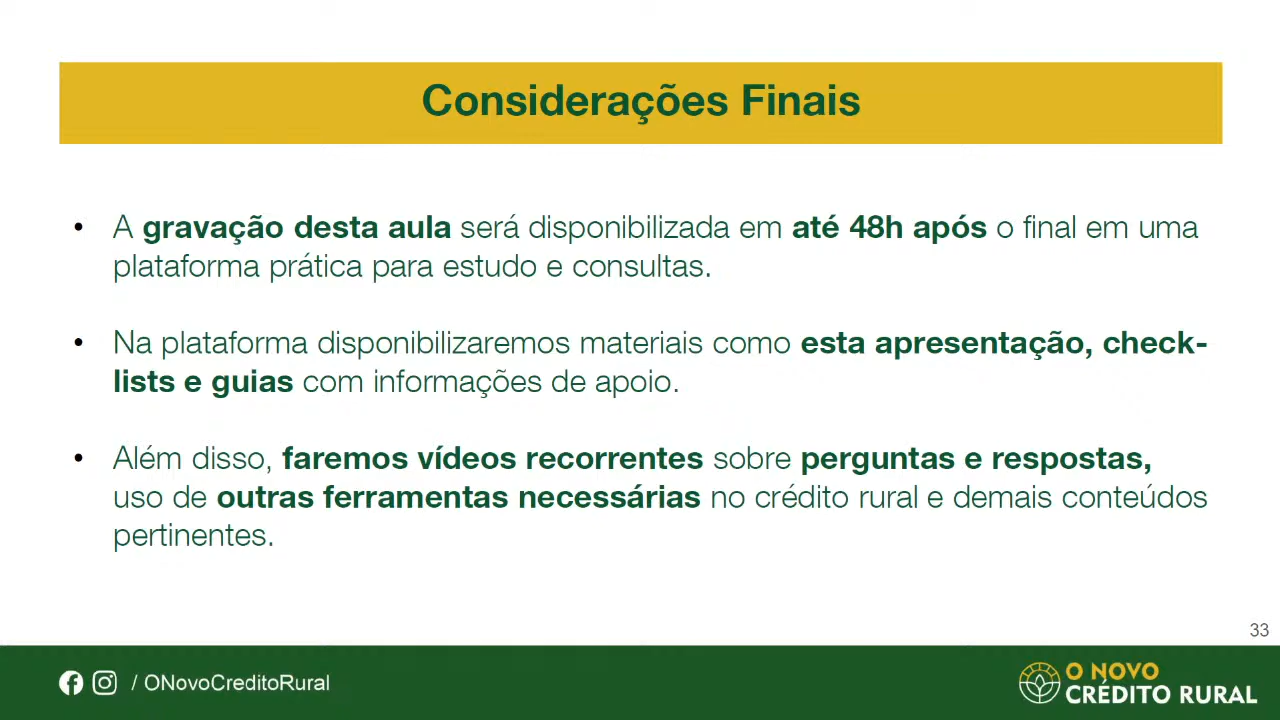 Considerações Finais
• A gravação desta aula será disponibilizada em até 48h após o final em uma
plataforma prática para estudo e consultas.
• Na plataforma disponibilizaremos materiais como esta apresentação, check-
lists e guias com informações de apoio.
• Além disso, faremos vídeos recorrentes sobre perguntas e respostas,
uso de outras ferramentas necessárias no crédito rural e demais conteúdos
pertinentes.
33
/ ONovoCreditoRural
O NOVO
CRÉDITO RURAL